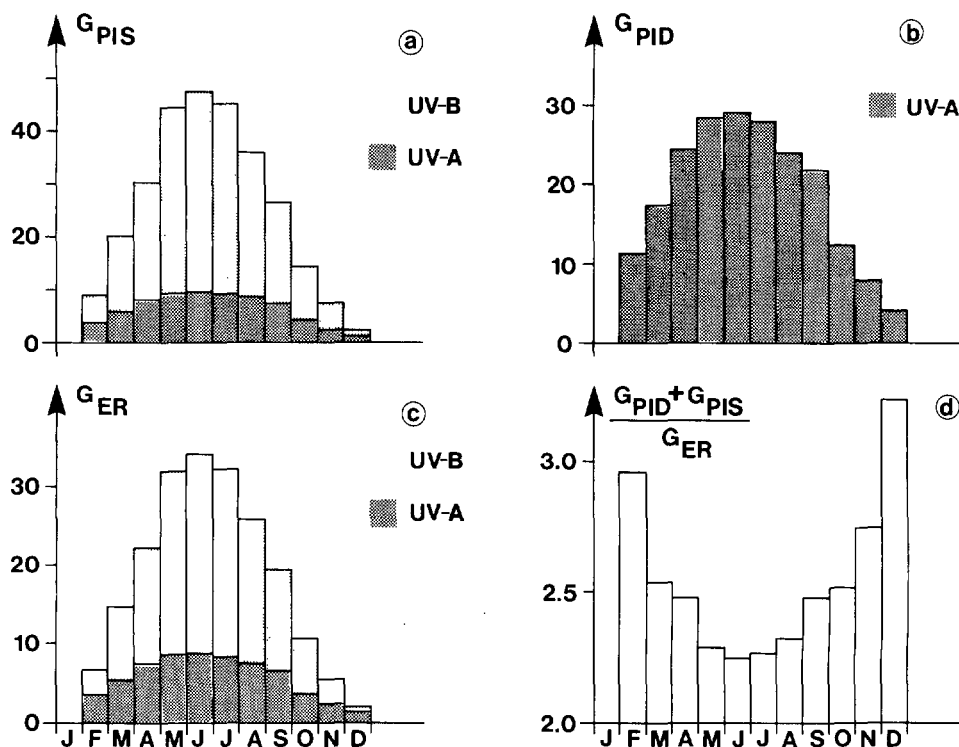 G_PIS
a
UV-B
UV-A
40
20
0
G_PID
b
UV-A
30
20
10
0
G_ER
c
UV-B
UV-A
30
20
10
0
J F M A M J J A S O N D
G_PID + G_PIS
G_ER
d
3.0
2.5
2.0
J F M A M J J A S O N D